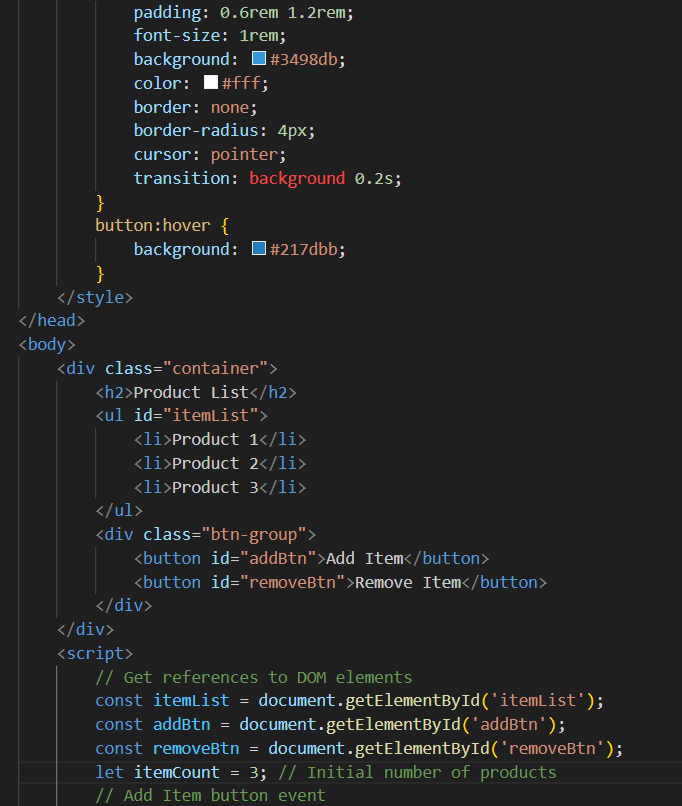 padding: 0.6rem 1.2rem;
font-size: 1rem;
background: #3498db;
color: #fff;
border: none;
border-radius: 4px;
cursor: pointer;
transition: background 0.2s;
}
button:hover {
background: #217dbb;
}
</style>
</head>
<body>
<div class="container">
<h2>Product List</h2>
<ul id="itemList">
<li>Product 1</li>
<li>Product 2</li>
<li>Product 3</li>
</ul>
<div class="btn-group">
<button id="addBtn">Add Item</button>
<button id="removeBtn">Remove Item</button>
</div>
</div>
<script>
// Get references to DOM elements
const itemList = document.getElementById('itemList');
const addBtn = document.getElementById('addBtn');
const removeBtn = document.getElementById('removeBtn');
let itemCount = 3; // Initial number of products
// Add Item button event